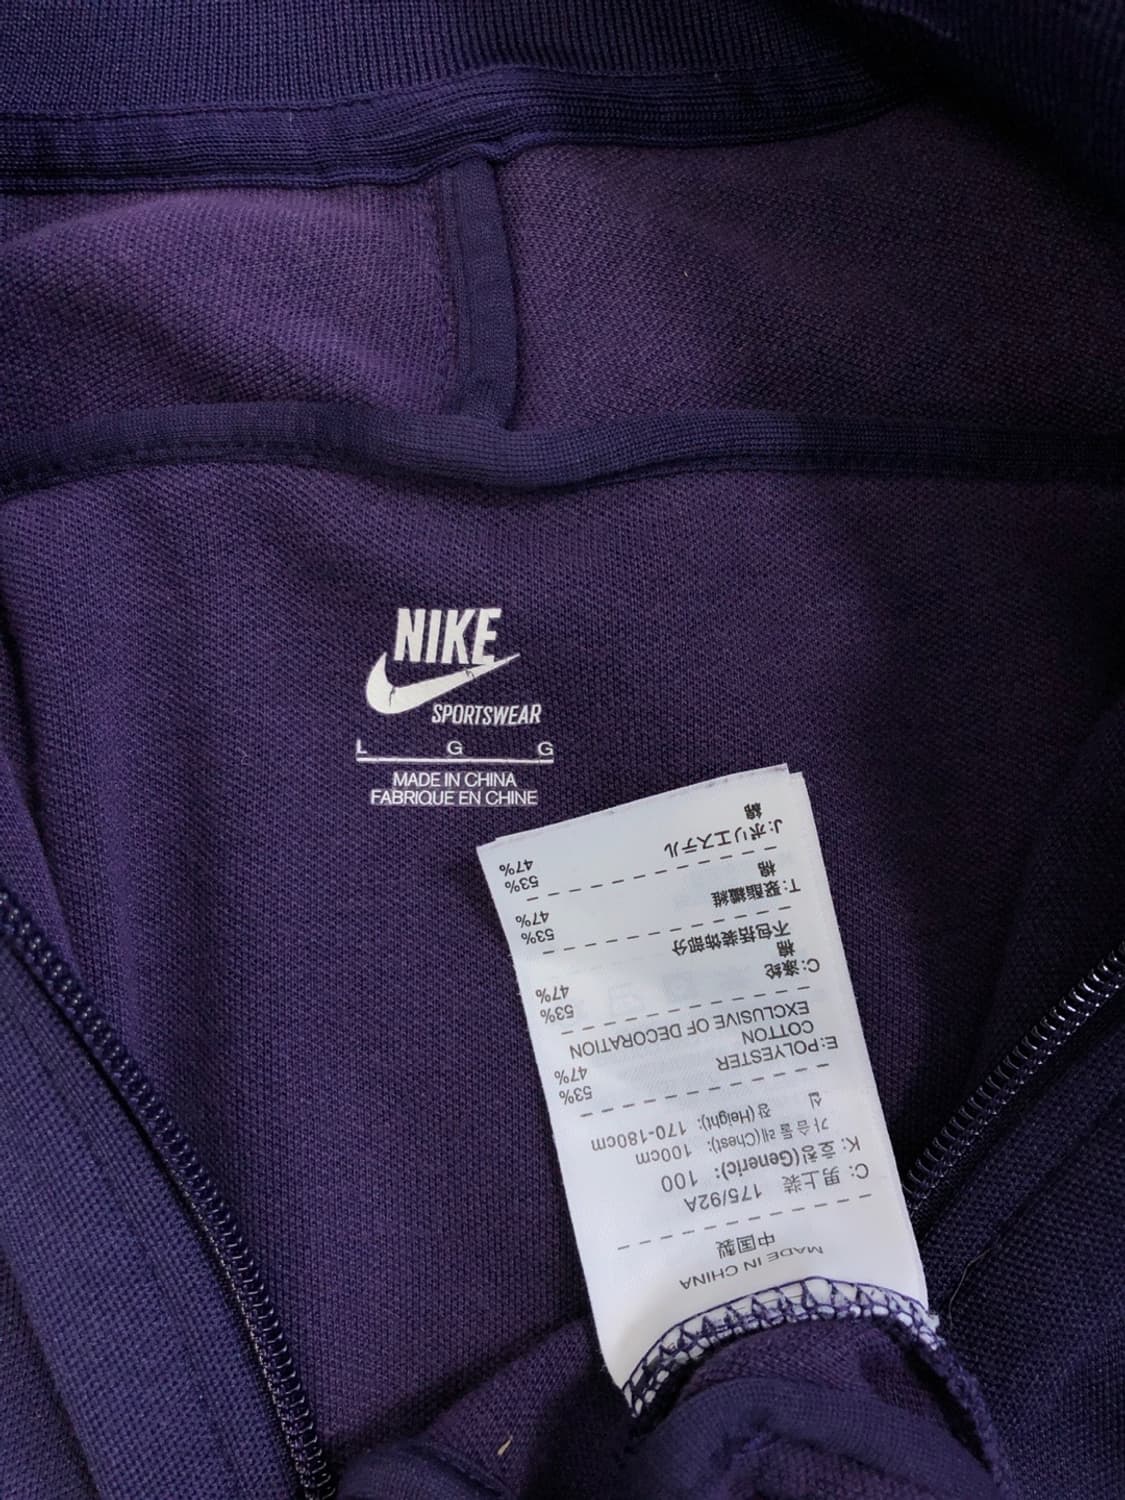 NIKE
SPORTSWEAR
L G G
MADE IN CHINA
FABRIQUE EN CHINE
MADE IN CHINA
中国製
C: 男上装 175/92A
K: 호칭(Generic): 100
가슴둘레(Chest): 100cm
신장(Height): 170-180cm
E:POLYESTER 53%
COTTON 47%
EXCLUSIVE OF DECORATION
C:涤纶 53%
棉 47%
不包括装饰部分
T:聚酯纖維 53%
棉 47%
J:ポリエステル 53%
綿 47%